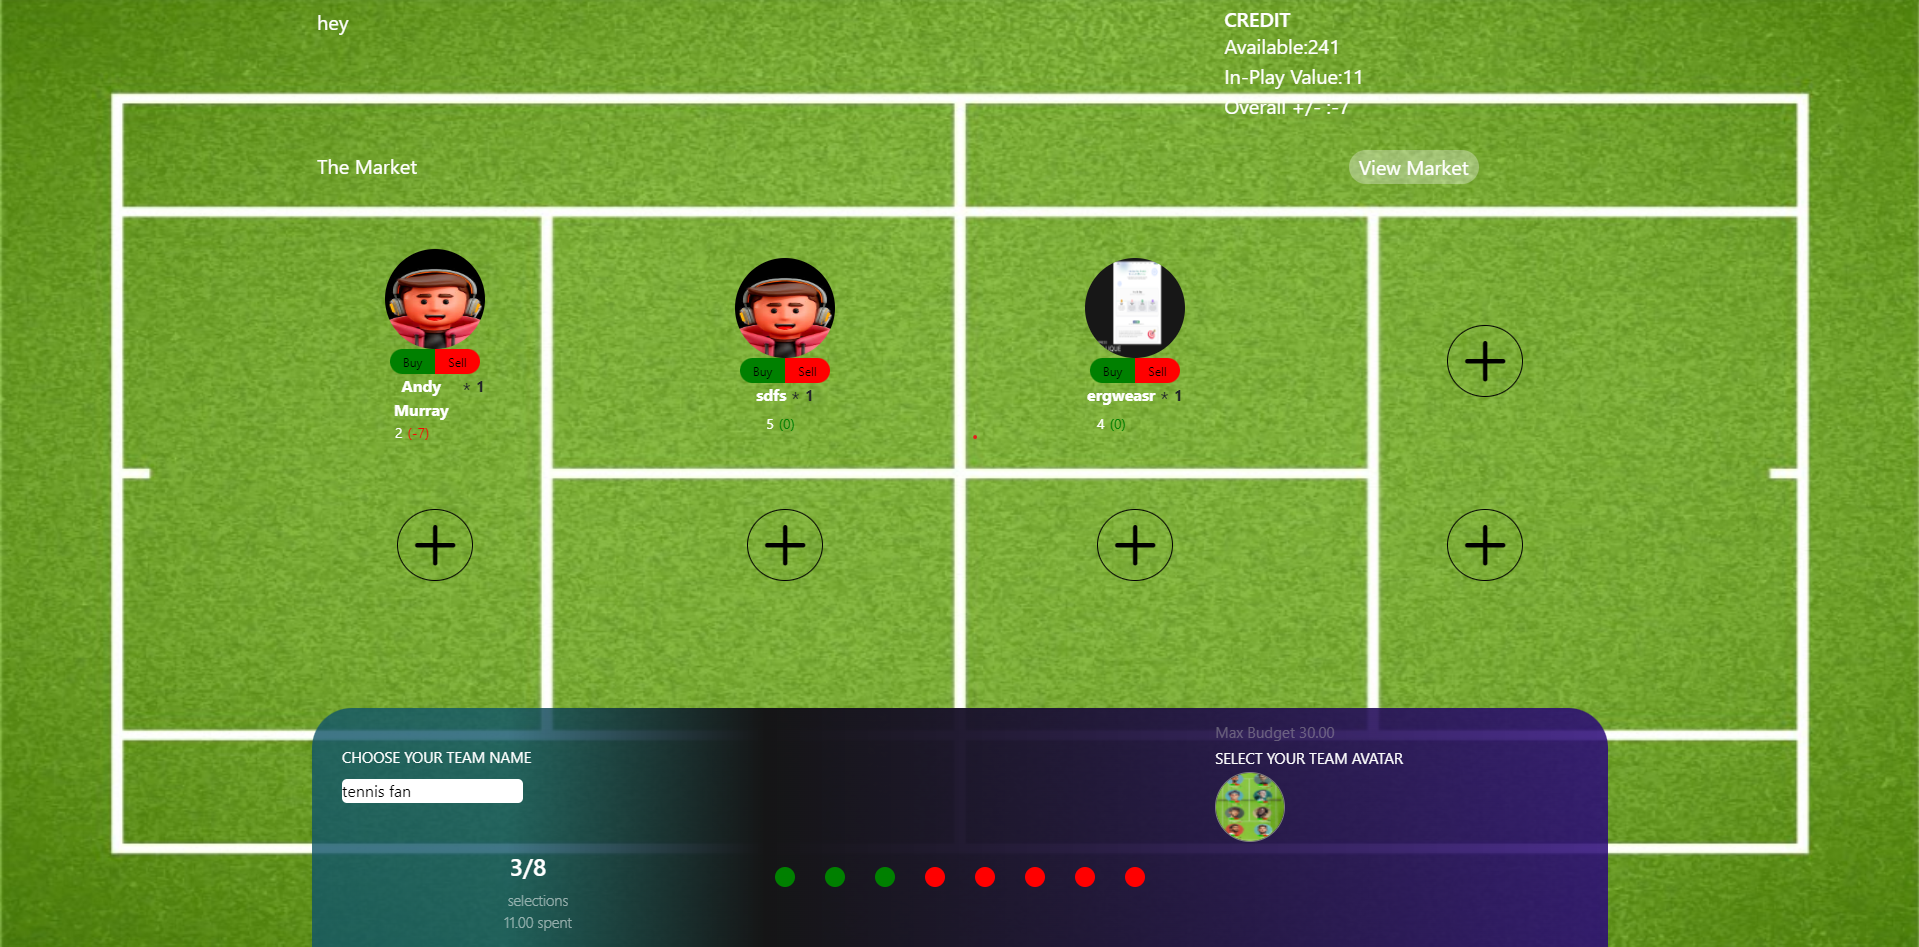 hey
CREDIT
Available:241
In-Play Value:11
Overall +/- :-7
The Market
View Market
Buy Sell
Andy * 1
Murray
2 (-7)
Buy Sell
sdfs * 1
5 (0)
Buy Sell
ergweasr * 1
4 (0)
Max Budget 30.00
CHOOSE YOUR TEAM NAME
tennis fan
SELECT YOUR TEAM AVATAR
3/8
selections
11.00 spent